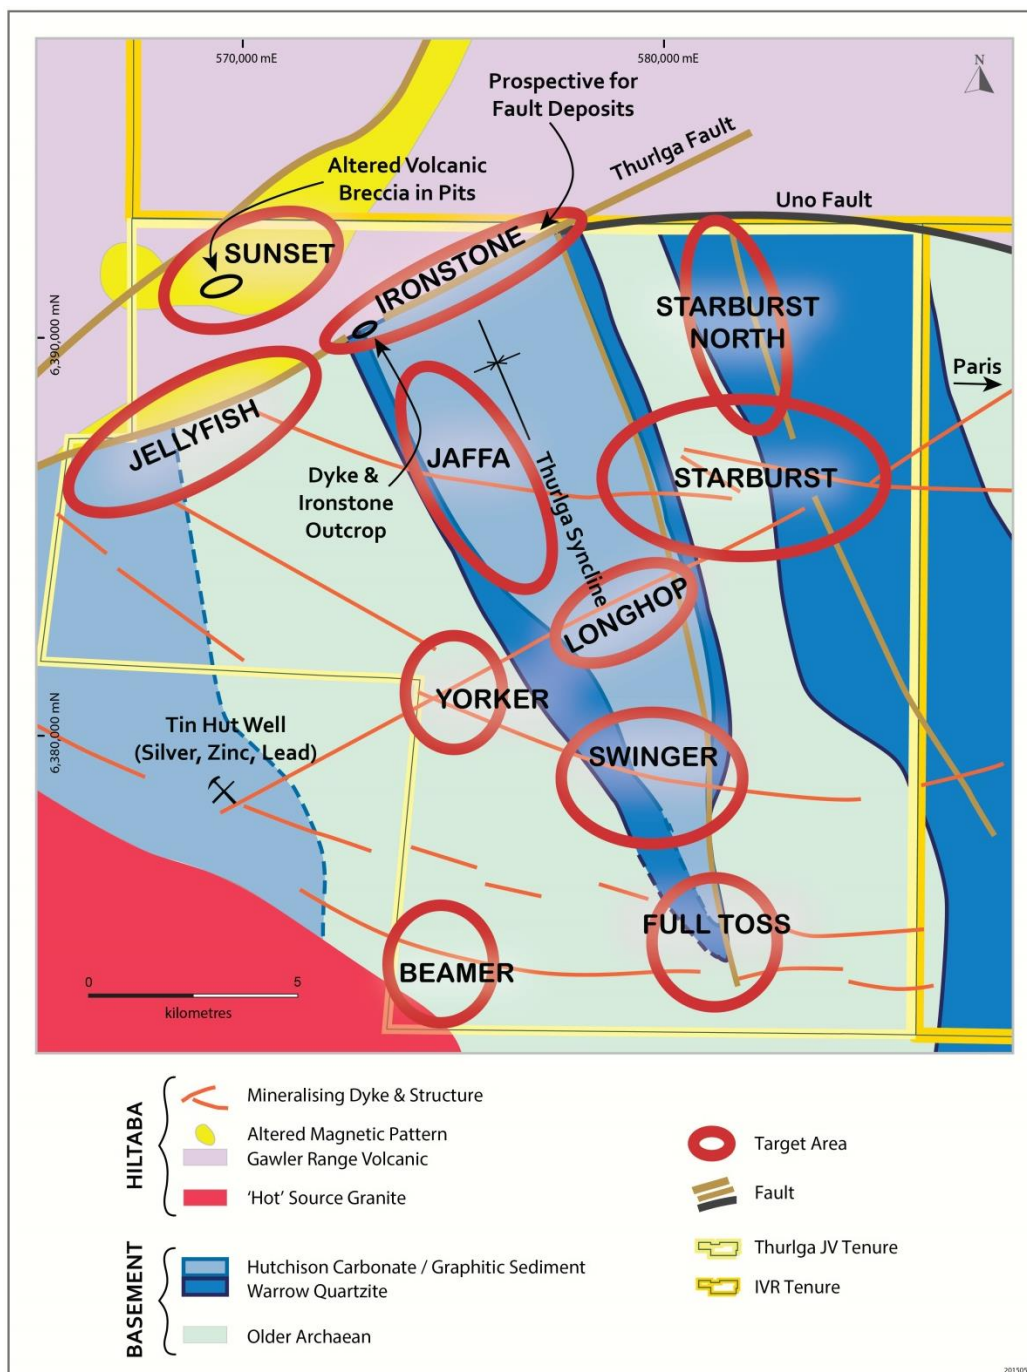 570,000 mE
580,000 mE
N
Prospective for
Fault Deposits
Thurlga Fault
Altered Volcanic
Breccia in Pits
Uno Fault
SUNSET
IRONSTONE
STARBURST
NORTH
6,390,000 mN
Paris
JELLYFISH
JAFFA
STARBURST
Dyke &
Ironstone
Outcrop
Thurlga Syncline
LONGHOP
YORKER
6,380,000 mN
Tin Hut Well
(Silver, Zinc, Lead)
SWINGER
FULL TOSS
BEAMER
0 5
kilometres
HILTABA
Mineralising Dyke & Structure
Altered Magnetic Pattern
Gawler Range Volcanic
'Hot' Source Granite
Target Area
Fault
Thurlga JV Tenure
IVR Tenure
BASEMENT
Hutchison Carbonate / Graphitic Sediment
Warrow Quartzite
Older Archaean
201505